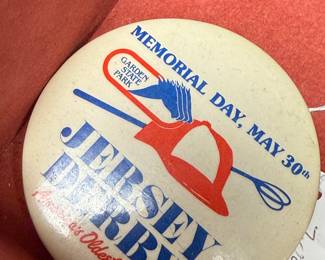 MEMORIAL DAY, MAY 30th
GARDEN
STATE
PARK
JERSEY
DERBY
America's Oldest